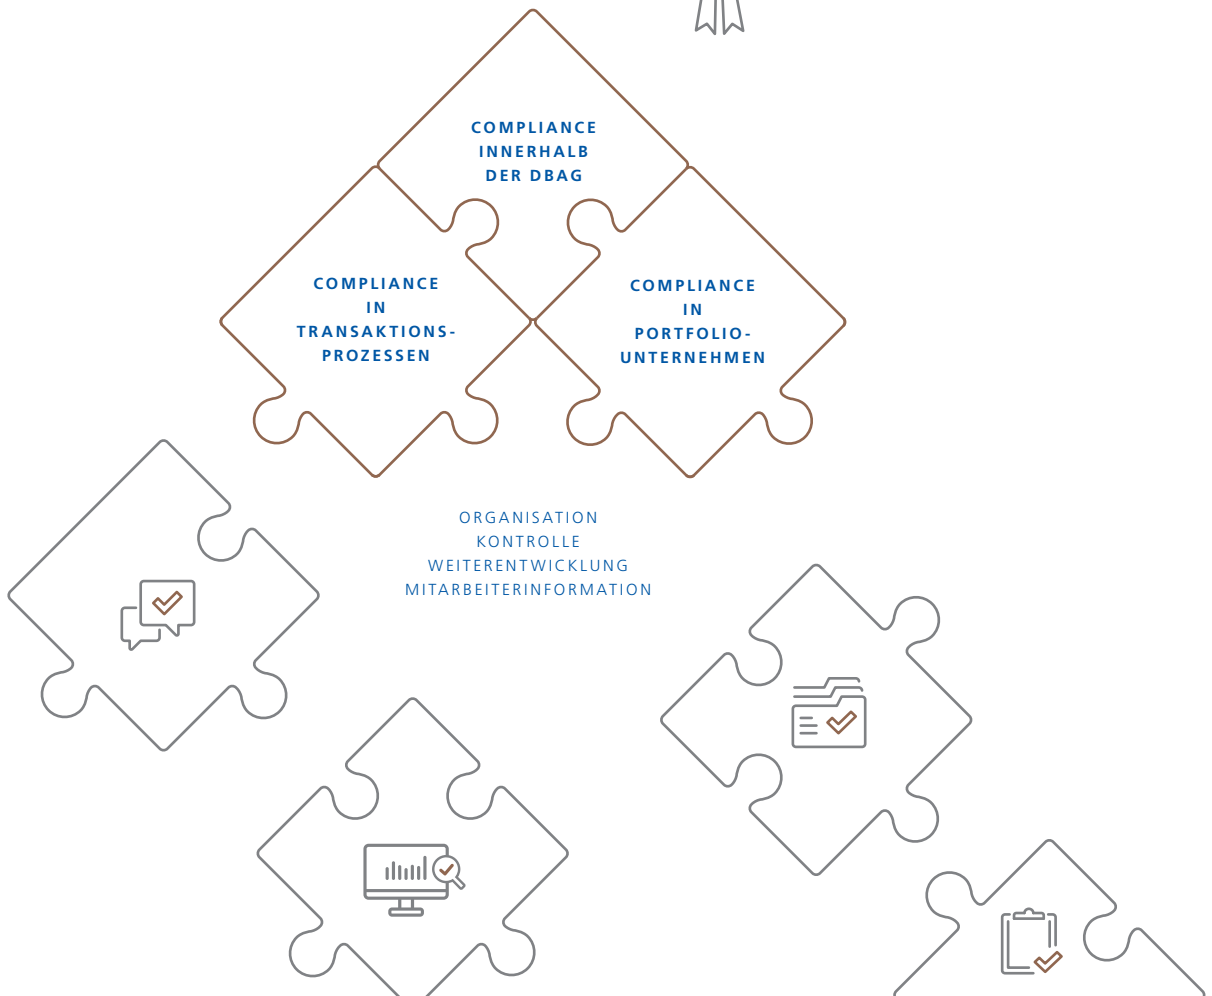 COMPLIANCE
INNERHALB
DER DBAG
COMPLIANCE
IN
TRANSAKTIONS-
PROZESSEN
COMPLIANCE
IN
PORTFOLIO-
UNTERNEHMEN
ORGANISATION
KONTROLLE
WEITERENTWICKLUNG
MITARBEITERINFORMATION